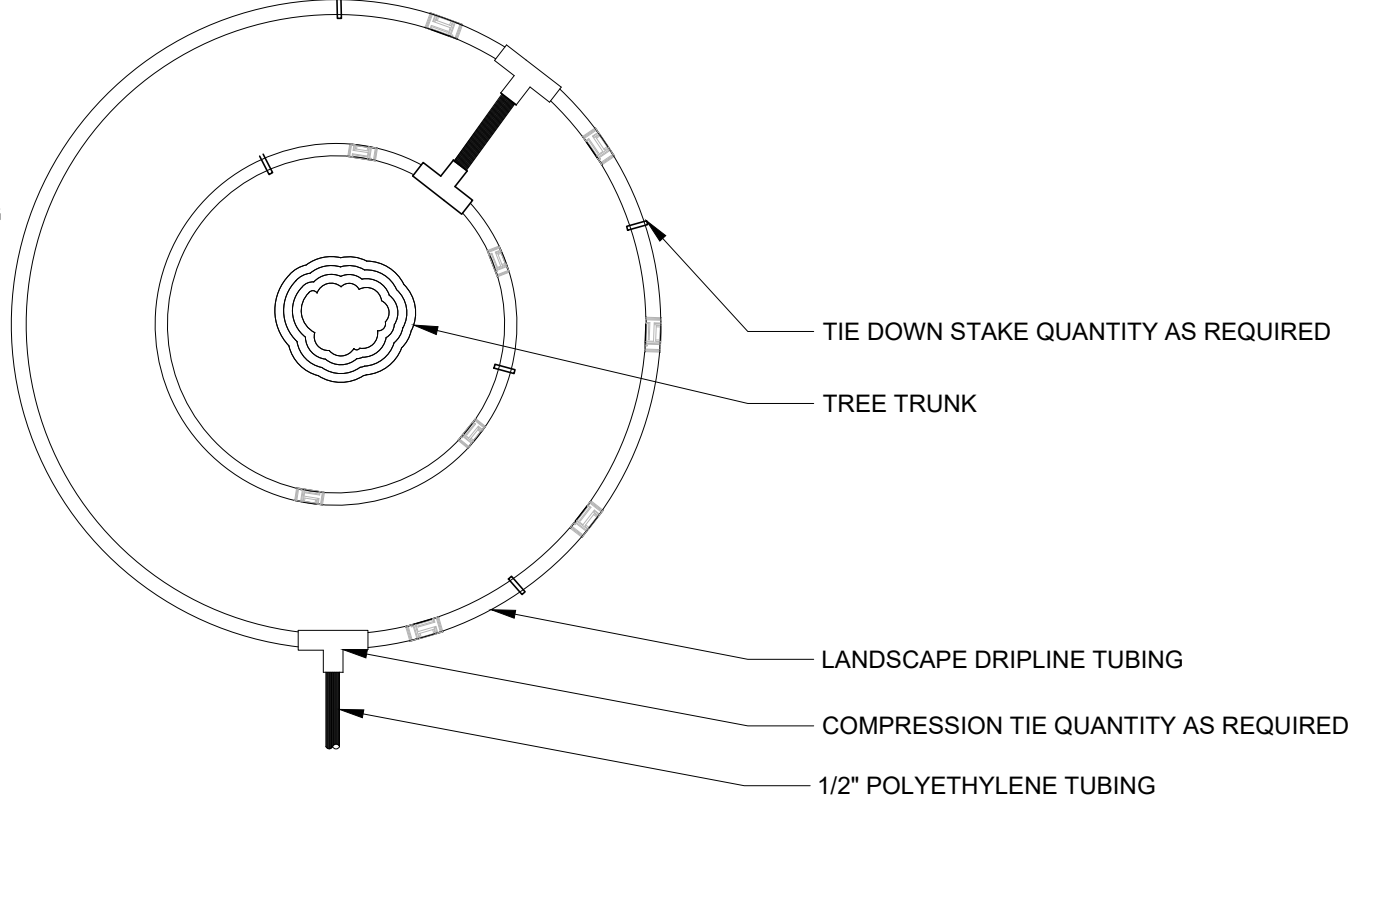 TIE DOWN STAKE QUANTITY AS REQUIRED
TREE TRUNK
LANDSCAPE DRIPLINE TUBING
COMPRESSION TIE QUANTITY AS REQUIRED
1/2" POLYETHYLENE TUBING